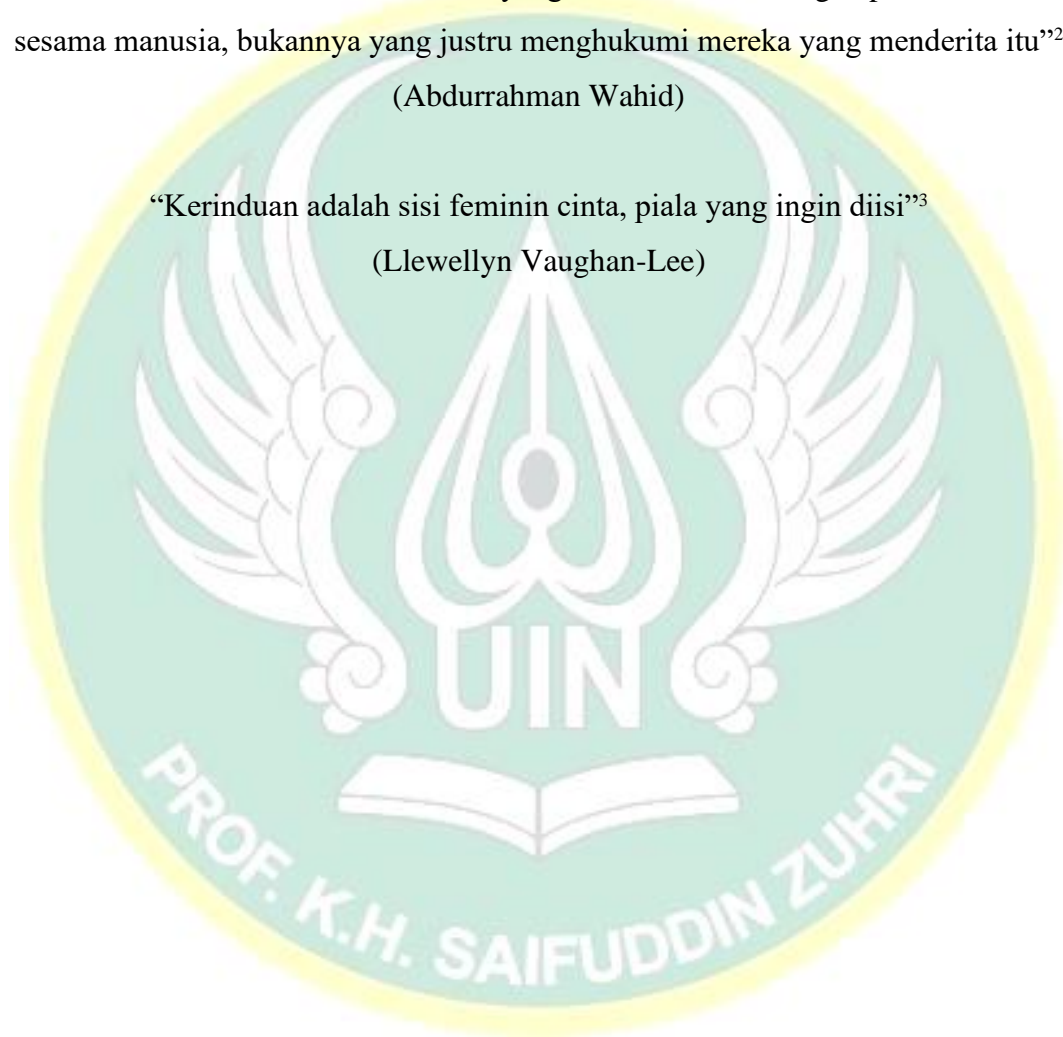 sesama manusia, bukannya yang justru menghukumi mereka yang menderita itu”²
(Abdurrahman Wahid)
“Kerinduan adalah sisi feminin cinta, piala yang ingin diisi”³
(Llewellyn Vaughan-Lee)
UIN
PROF. K.H. SAIFUDDIN ZUHRI